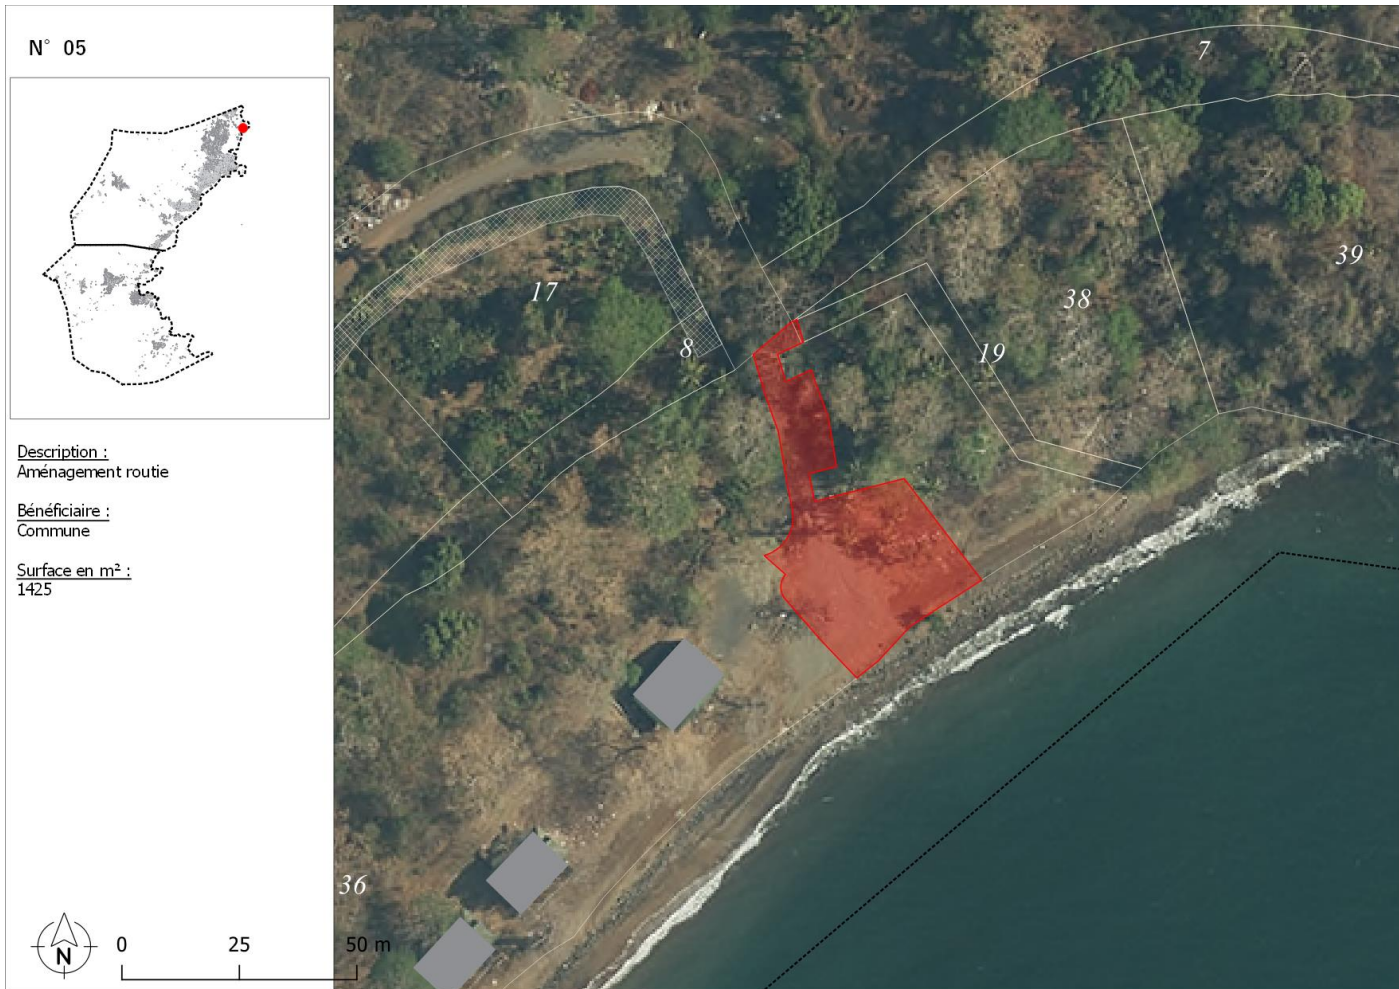 N° 05
Description :
Aménagement routie
Bénéficiaire :
Commune
Surface en m² :
1425
7
39
38
17
19
8
36
N
0 25 50 m